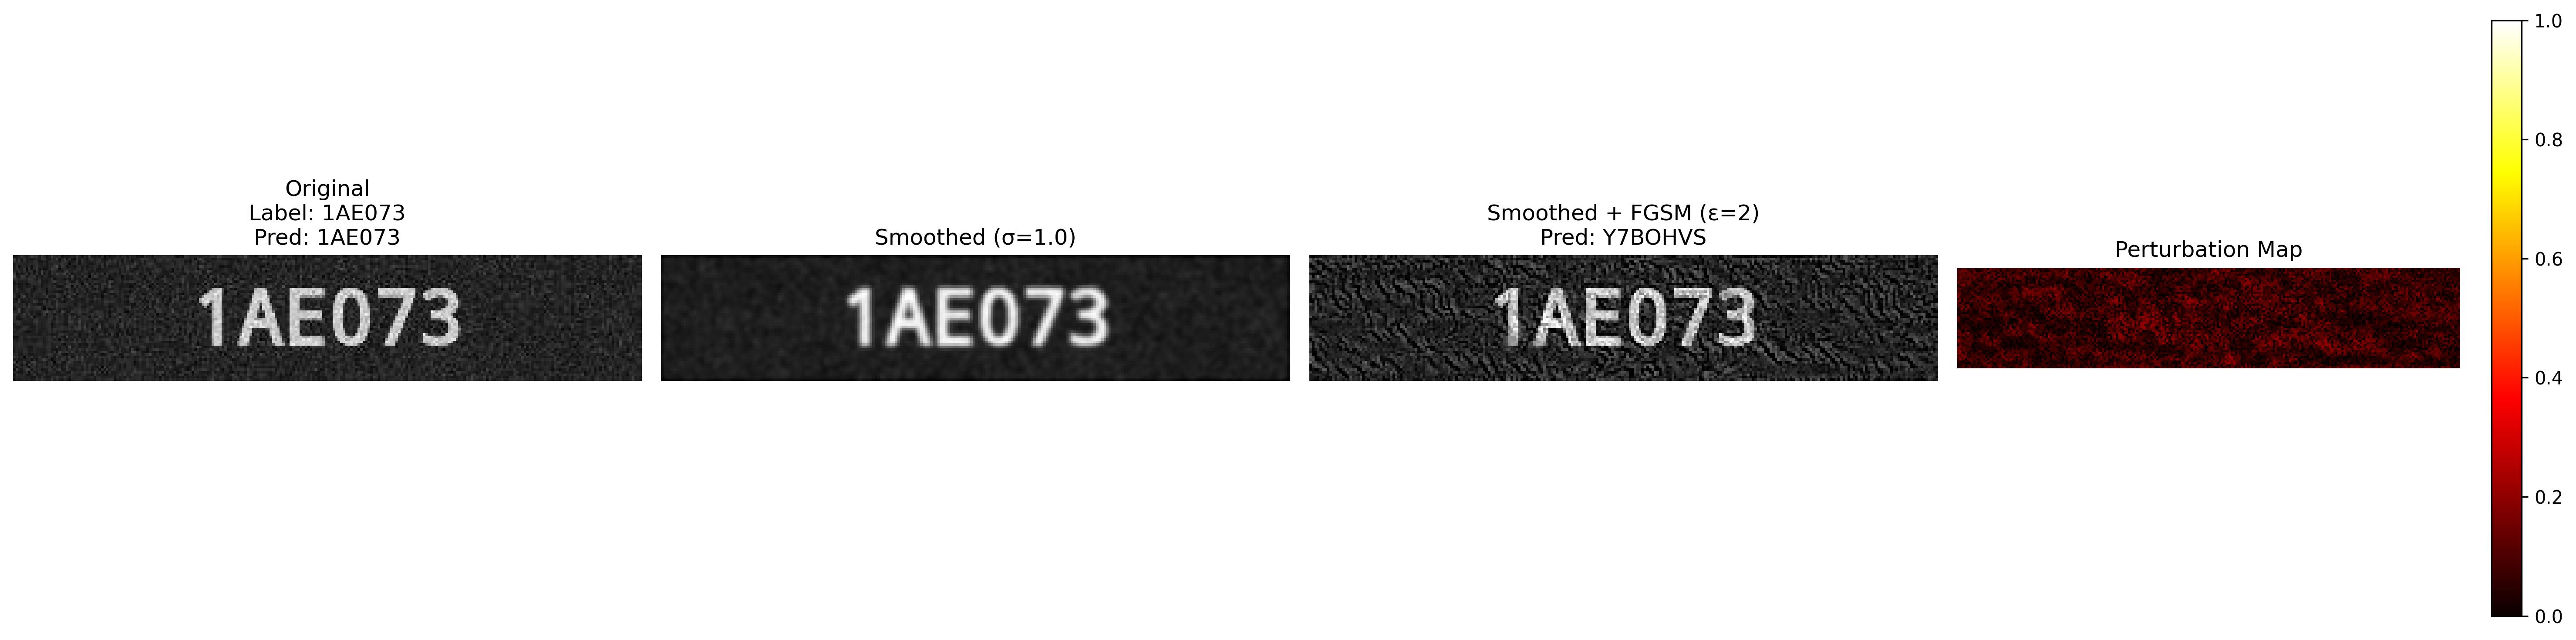 Original
Label: 1AE073
Pred: 1AE073
1AE073
Smoothed (σ=1.0)
1AE073
Smoothed + FGSM (ε=2)
Pred: Y7BOHVS
1AE073
Perturbation Map
1.0
0.8
0.6
0.4
0.2
0.0